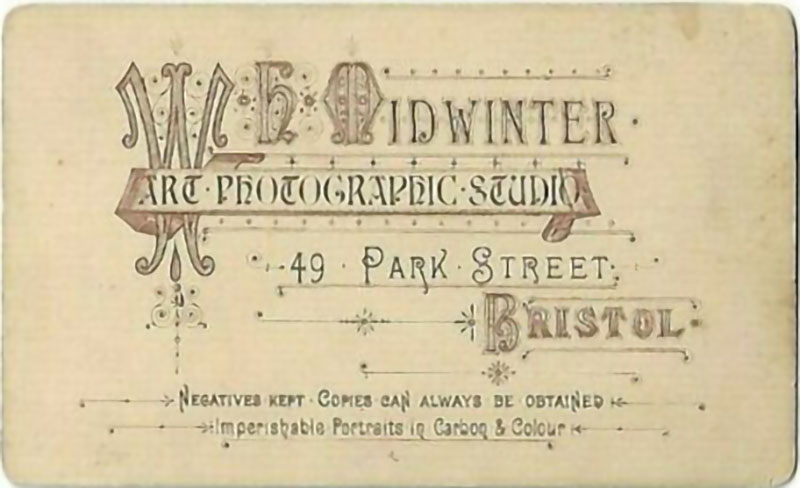 W. H. MIDWINTER.
ART·PHOTOGRAPHIC·STUDIO
49 · PARK · STREET·
BRISTOL·
NEGATIVES KEPT · COPIES CAN ALWAYS BE OBTAINED
Imperishable Portraits in Carbon & Colour